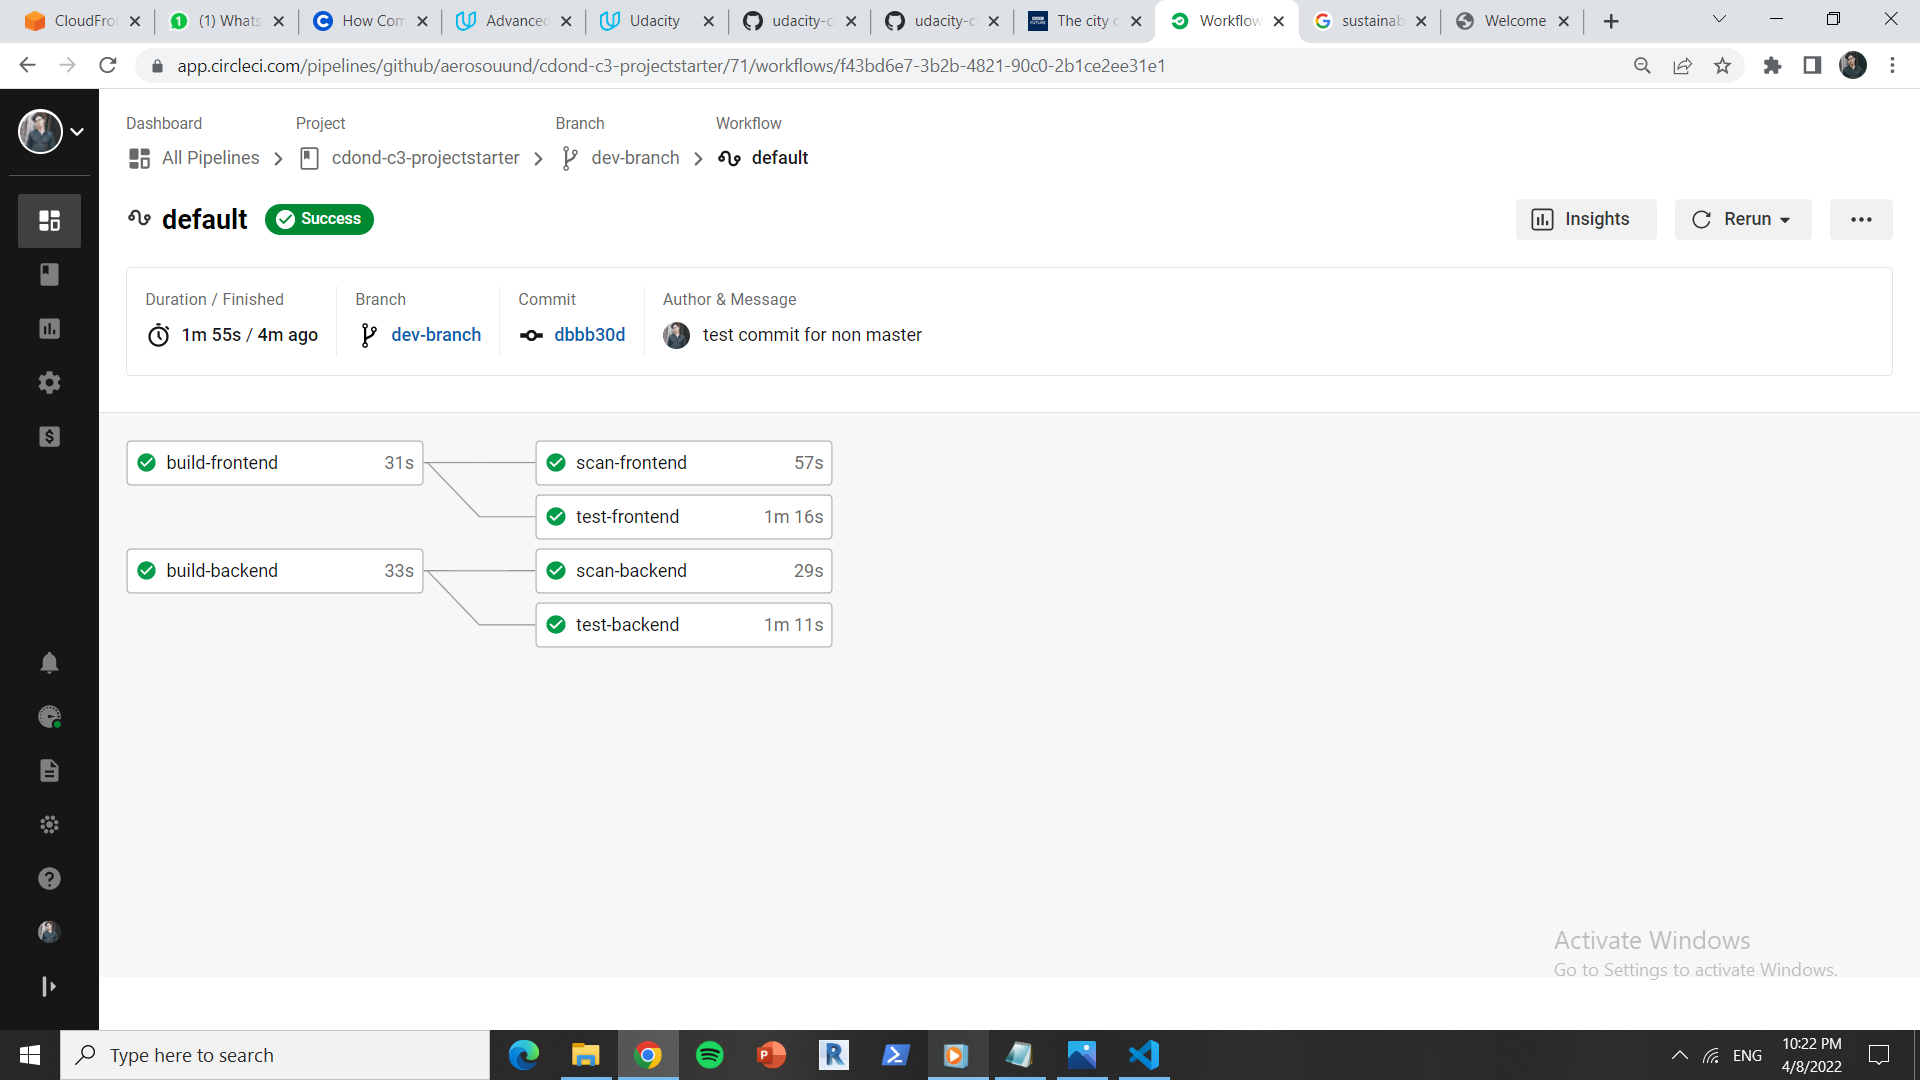 CloudFro
(1) Whats
How Com
Advanced
Udacity
udacity-c
udacity-c
The city c
Workflow
sustainab
Welcome
app.circleci.com/pipelines/github/aerosouund/cdond-c3-projectstarter/71/workflows/f43bd6e7-3b2b-4821-90c0-2b1ce2ee31e1
Dashboard Project Branch Workflow
All Pipelines cdond-c3-projectstarter dev-branch default
default Success
Insights Rerun
Duration / Finished Branch Commit Author & Message
1m 55s / 4m ago dev-branch dbbb30d test commit for non master
build-frontend 31s scan-frontend 57s
test-frontend 1m 16s
build-backend 33s scan-backend 29s
test-backend 1m 11s
Activate Windows
Go to Settings to activate Windows.
Type here to search
ENG
10:22 PM
4/8/2022